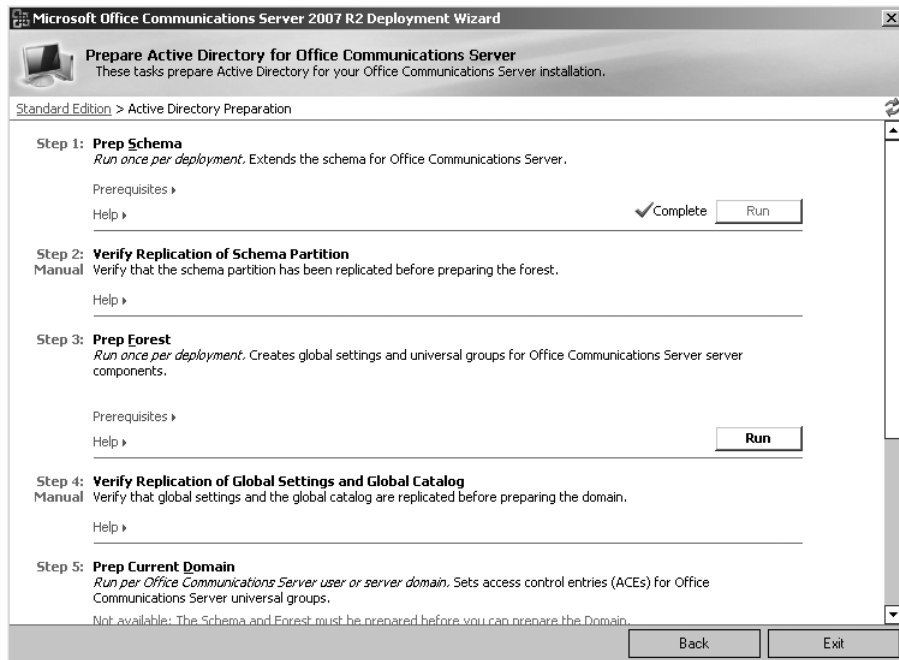 Microsoft Office Communications Server 2007 R2 Deployment Wizard
Prepare Active Directory for Office Communications Server
These tasks prepare Active Directory for your Office Communications Server installation.
Standard Edition > Active Directory Preparation
Step 1: Prep Schema
Run once per deployment. Extends the schema for Office Communications Server.
Prerequisites
Help
Complete Run
Step 2: Verify Replication of Schema Partition
Manual Verify that the schema partition has been replicated before preparing the forest.
Help
Step 3: Prep Forest
Run once per deployment. Creates global settings and universal groups for Office Communications Server server
components.
Prerequisites
Help
Run
Step 4: Verify Replication of Global Settings and Global Catalog
Manual Verify that global settings and the global catalog are replicated before preparing the domain.
Help
Step 5: Prep Current Domain
Run per Office Communications Server user or server domain. Sets access control entries (ACEs) for Office
Communications Server universal groups.
Not available: The Schema and Forest must be prepared before you can prepare the Domain.
Back Exit